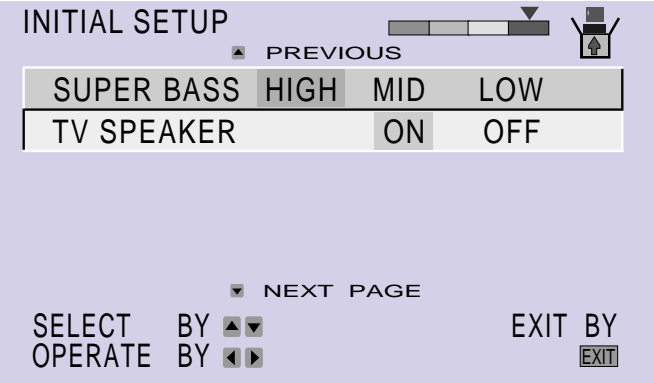 INITIAL SETUP
PREVIOUS
SUPER BASS HIGH MID LOW
TV SPEAKER ON OFF
NEXT PAGE
SELECT BY EXIT BY
OPERATE BY EXIT